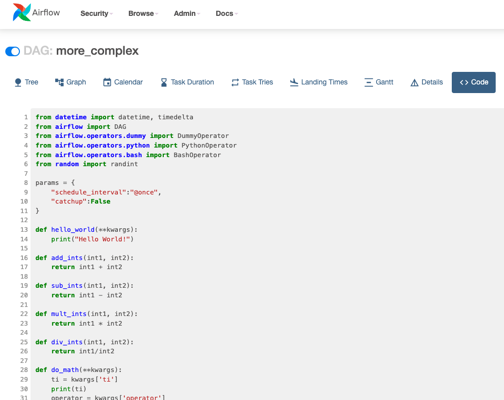 Airflow Security Browse Admin Docs
DAG: more_complex
Tree Graph Calendar Task Duration Task Tries Landing Times Gantt Details <> Code
1 from datetime import datetime, timedelta
2 from airflow import DAG
3 from airflow.operators.dummy import DummyOperator
4 from airflow.operators.python import PythonOperator
5 from airflow.operators.bash import BashOperator
6 from random import randint
7
8 params = {
9     "schedule_interval":"@once",
10     "catchup":False
11 }
12
13 def hello_world(**kwargs):
14     print("Hello World!")
15
16 def add_ints(int1, int2):
17     return int1 + int2
18
19 def sub_ints(int1, int2):
20     return int1 - int2
21
22 def mult_ints(int1, int2):
23     return int1 * int2
24
25 def div_ints(int1, int2):
26     return int1/int2
27
28 def do_math(**kwargs):
29     ti = kwargs['ti']
30     print(ti)
31     operator = kwargs['operator']